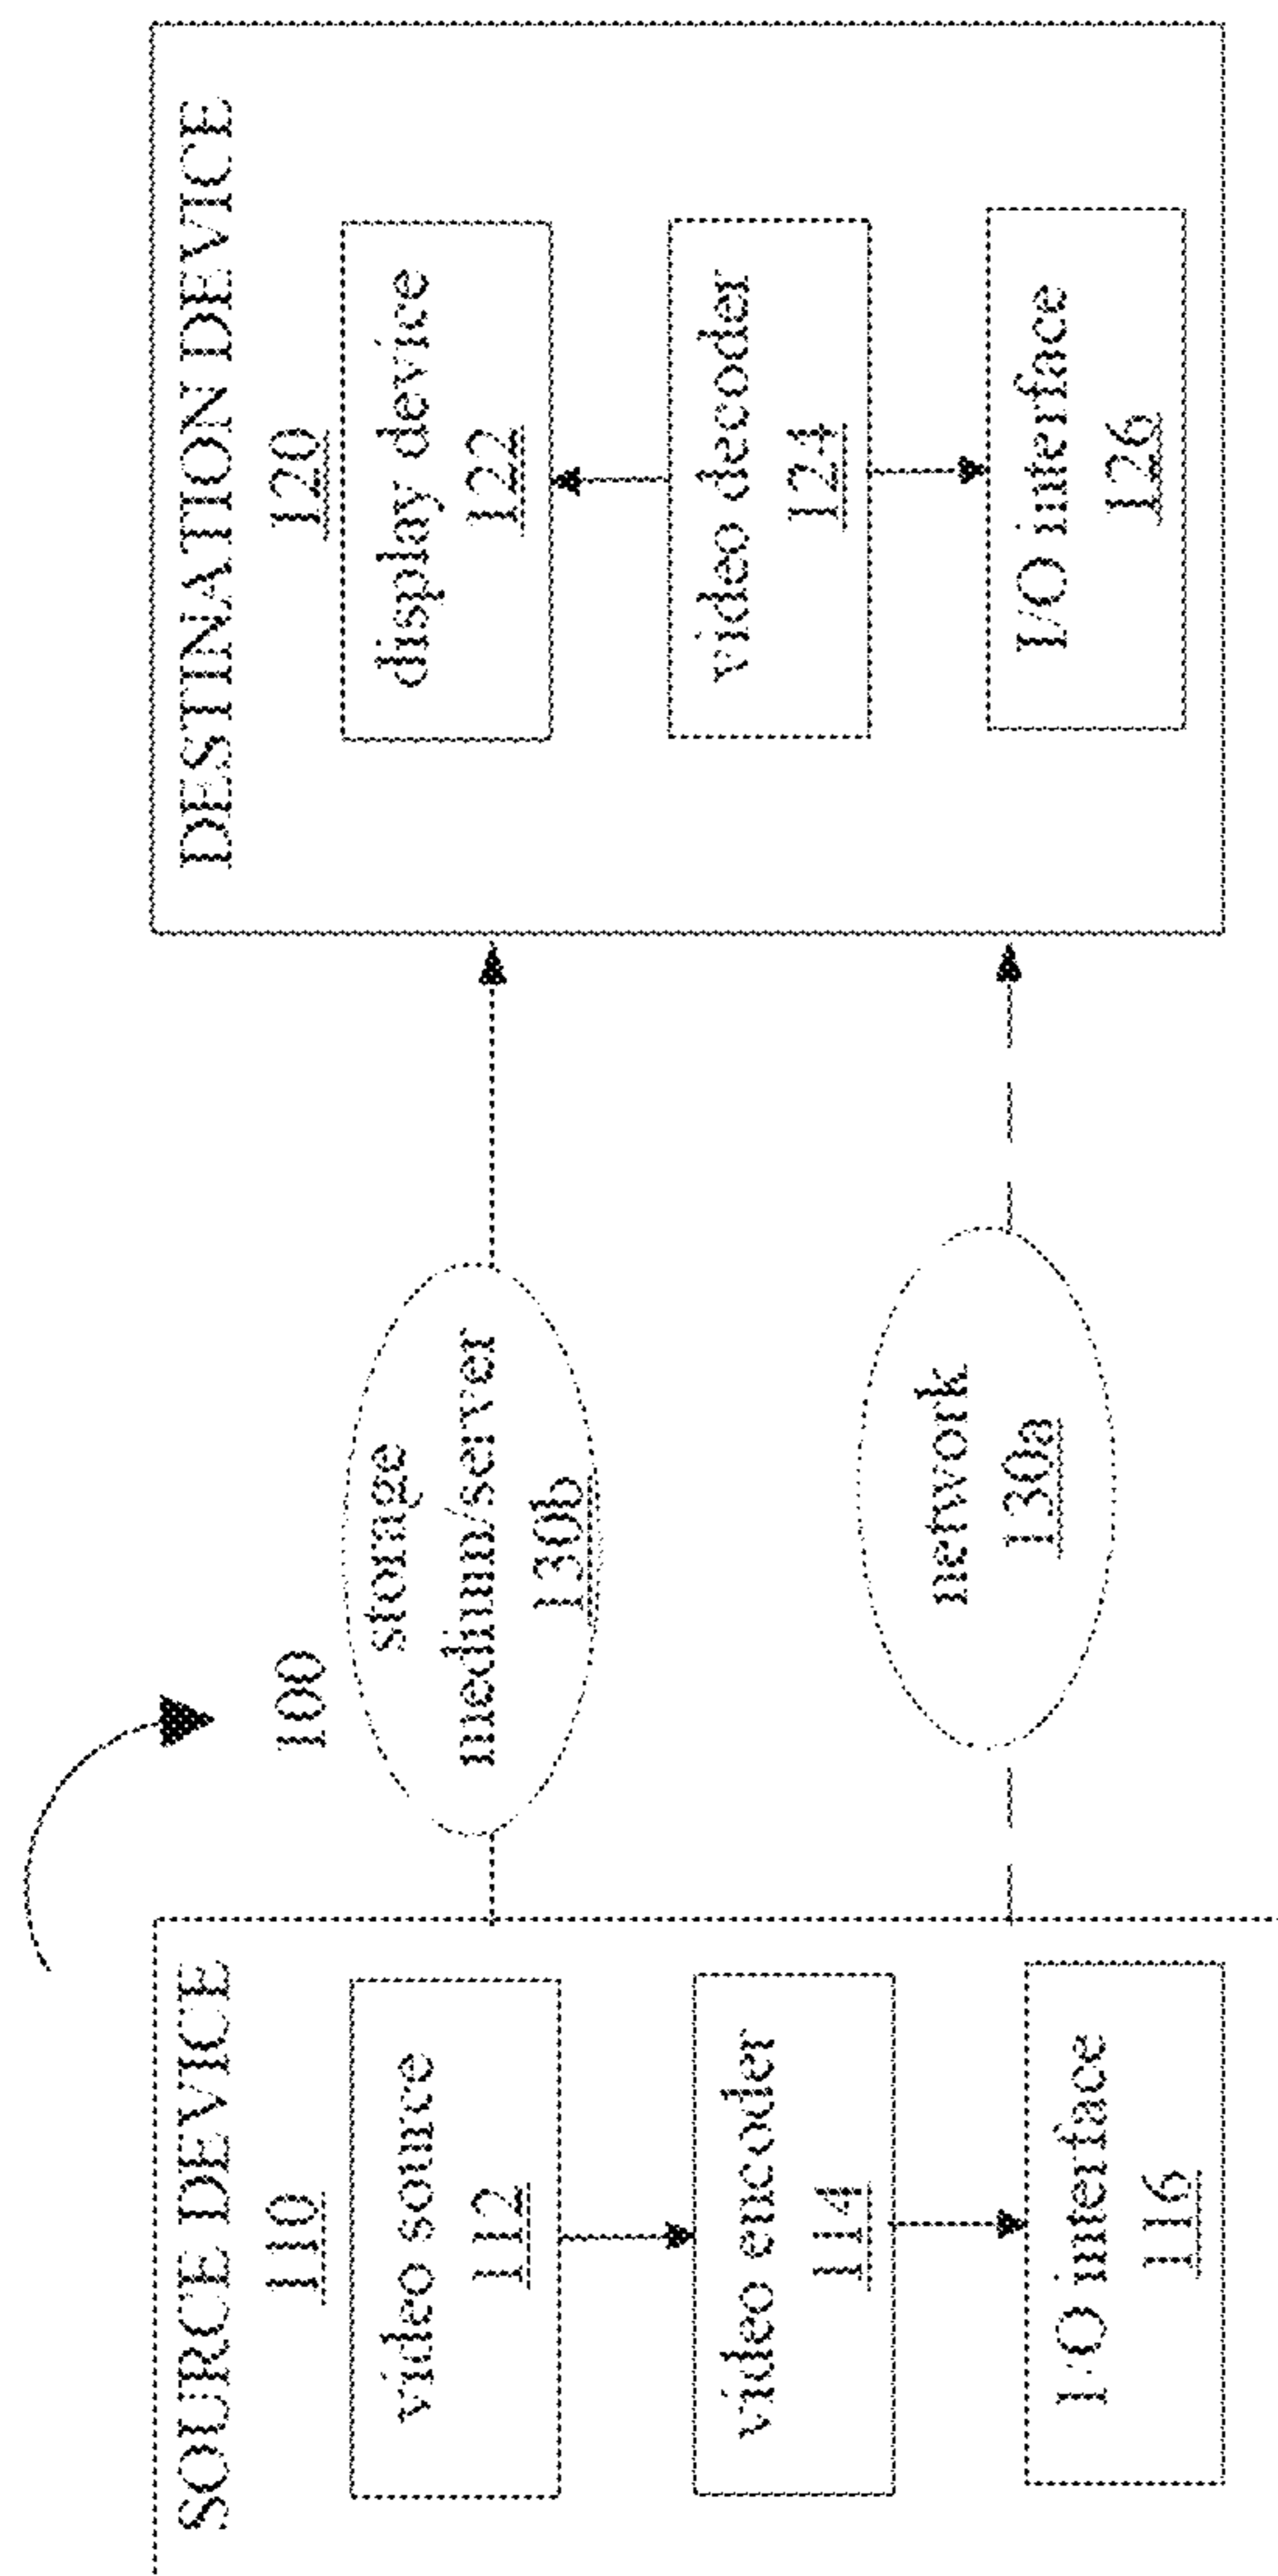 100
SOURCE DEVICE
110
video source
112
video encoder
114
I/O interface
116
storage
medium/server
130b
network
130a
DESTINATION DEVICE
120
display device
122
video decoder
124
I/O interface
126